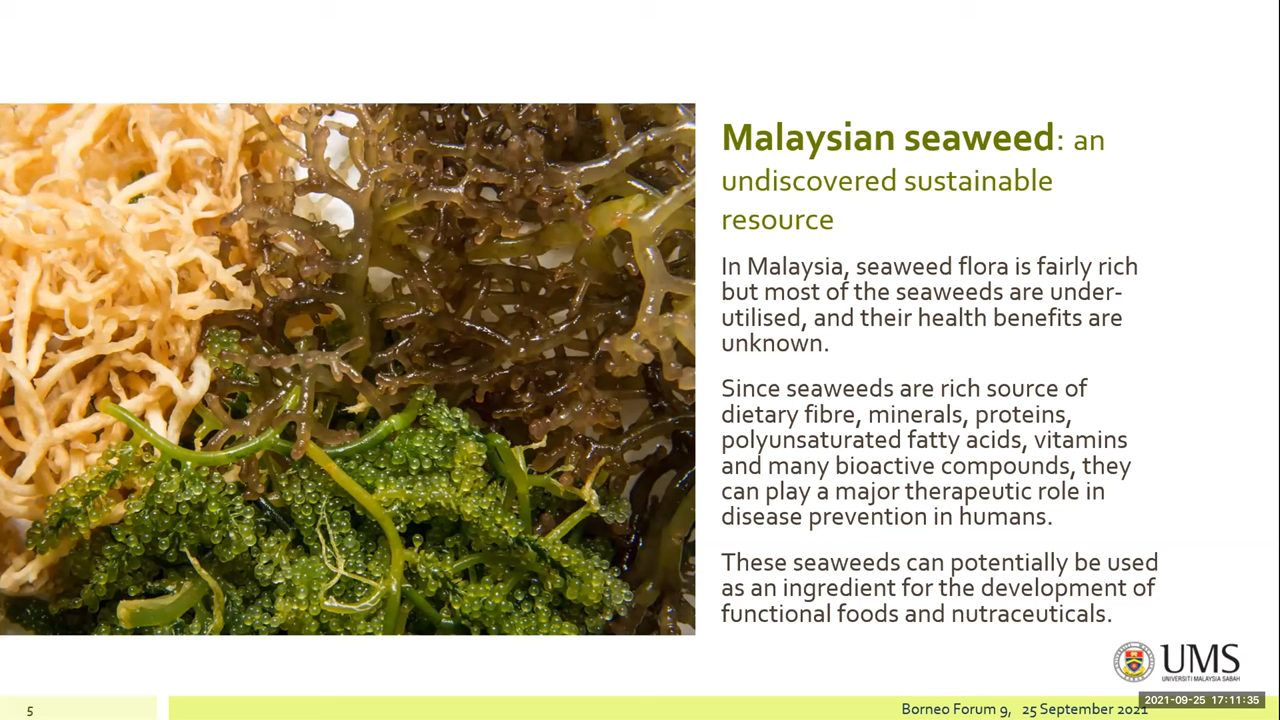 Malaysian seaweed: an
undiscovered sustainable
resource
In Malaysia, seaweed flora is fairly rich
but most of the seaweeds are under-
utilised, and their health benefits are
unknown.
Since seaweeds are rich source of
dietary fibre, minerals, proteins,
polyunsaturated fatty acids, vitamins
and many bioactive compounds, they
can play a major therapeutic role in
disease prevention in humans.
These seaweeds can potentially be used
as an ingredient for the development of
functional foods and nutraceuticals.
UMS
UNIVERSITI MALAYSIA SABAH
2021-09-25 17:11:35
5
Borneo Forum 9, 25 September 2021